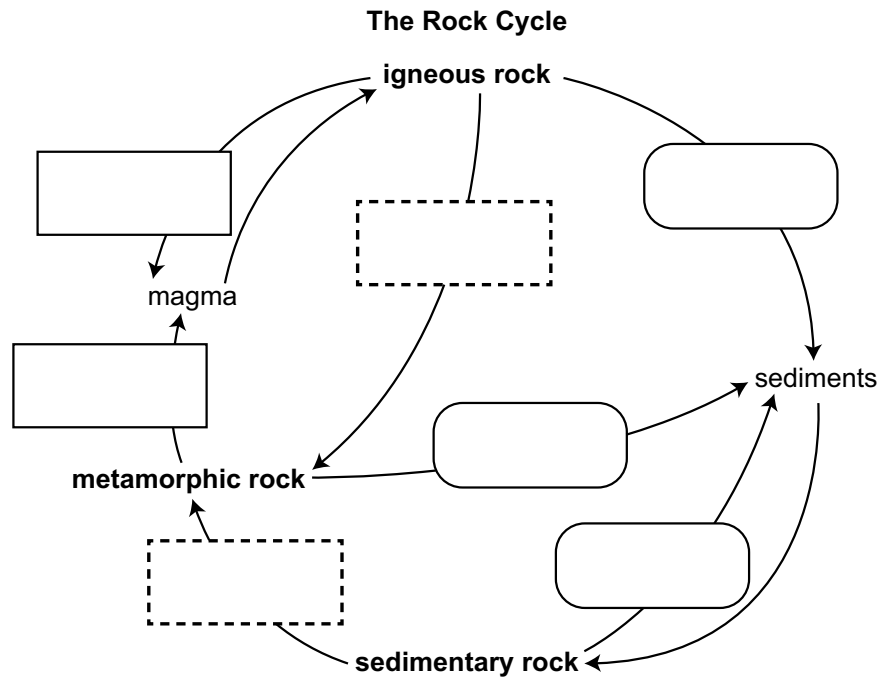 The Rock Cycle
igneous rock
magma
sediments
metamorphic rock
sedimentary rock